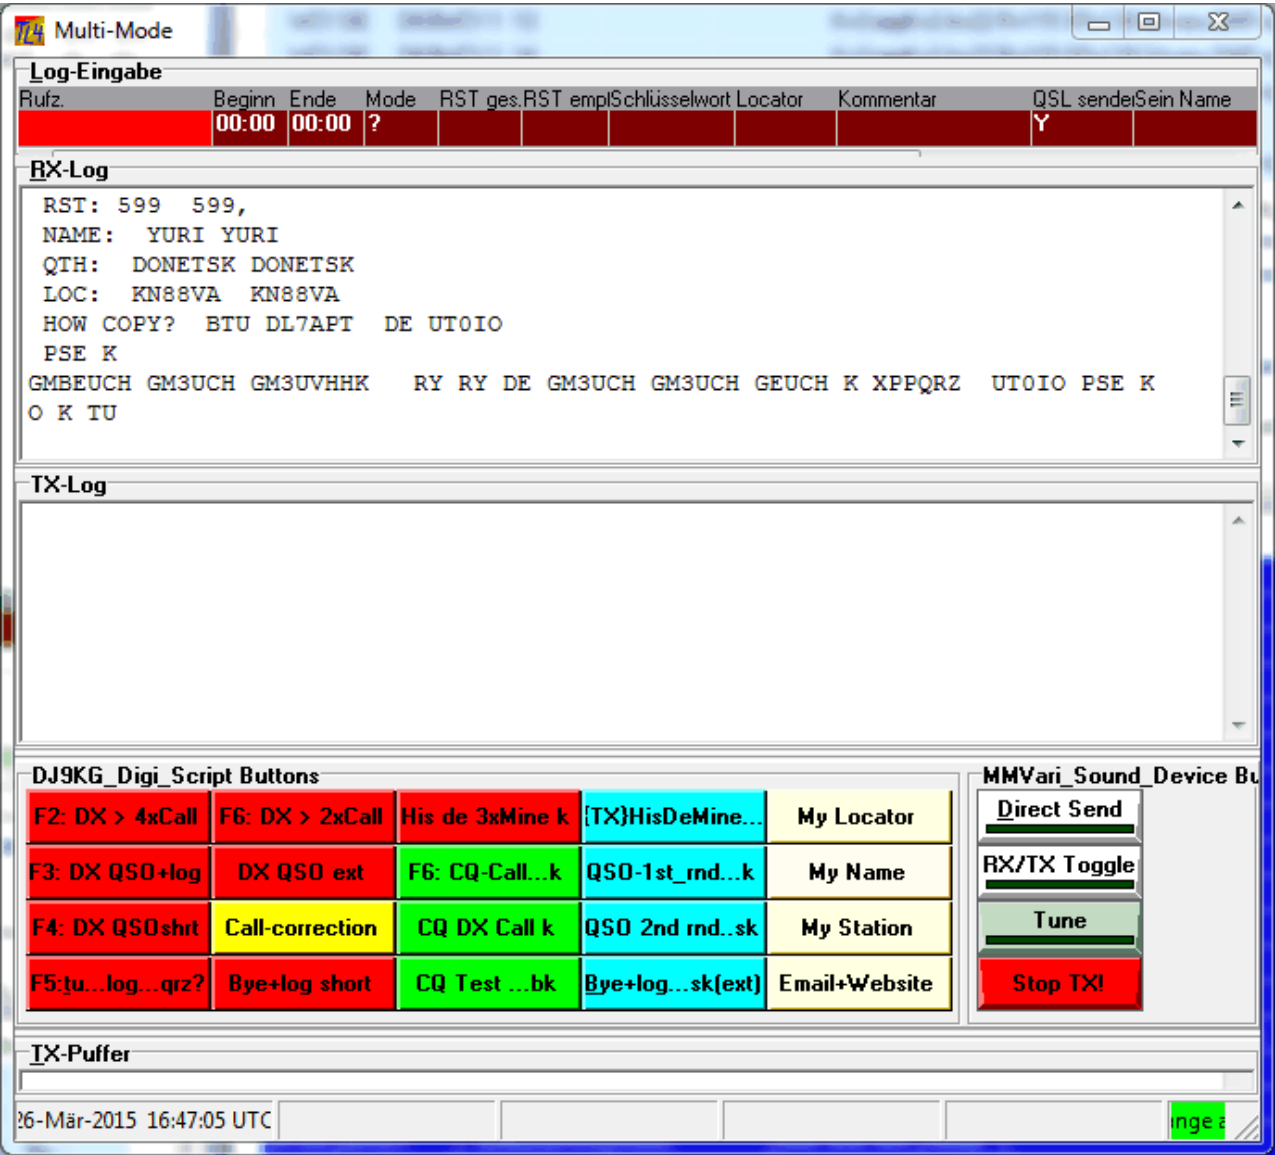 TL4 Multi-Mode
Log-Eingabe
Rufz. Beginn Ende Mode RST ges. RST empf Schlüsselwort Locator Kommentar QSL sender Sein Name
00:00 00:00 ? Y
RX-Log
RST: 599 599,
NAME: YURI YURI
QTH: DONETSK DONETSK
LOC: KN88VA KN88VA
HOW COPY? BTU DL7APT DE UT0IO
PSE K
GMBEUCH GM3UCH GM3UVHHK RY RY DE GM3UCH GM3UCH GEUCH K XPPQRZ UT0IO PSE K
O K TU
TX-Log
DJ9KG_Digi_Script Buttons MMVari_Sound_Device Bu
F2: DX > 4xCall F6: DX > 2xCall His de 3xMine k {TX}HisDeMine... My Locator Direct Send
F3: DX QSO+log DX QSO ext F6: CQ-Call...k QSO-1st_rnd...k My Name RX/TX Toggle
F4: DX QSOshrt Call-correction CQ DX Call k QSO 2nd rnd..sk My Station Tune
F5:tu...log...qrz? Bye+log short CQ Test ...bk Bye+log...sk(ext) Email+Website Stop TX!
TX-Puffer
26-Mär-2015 16:47:05 UTC nge a